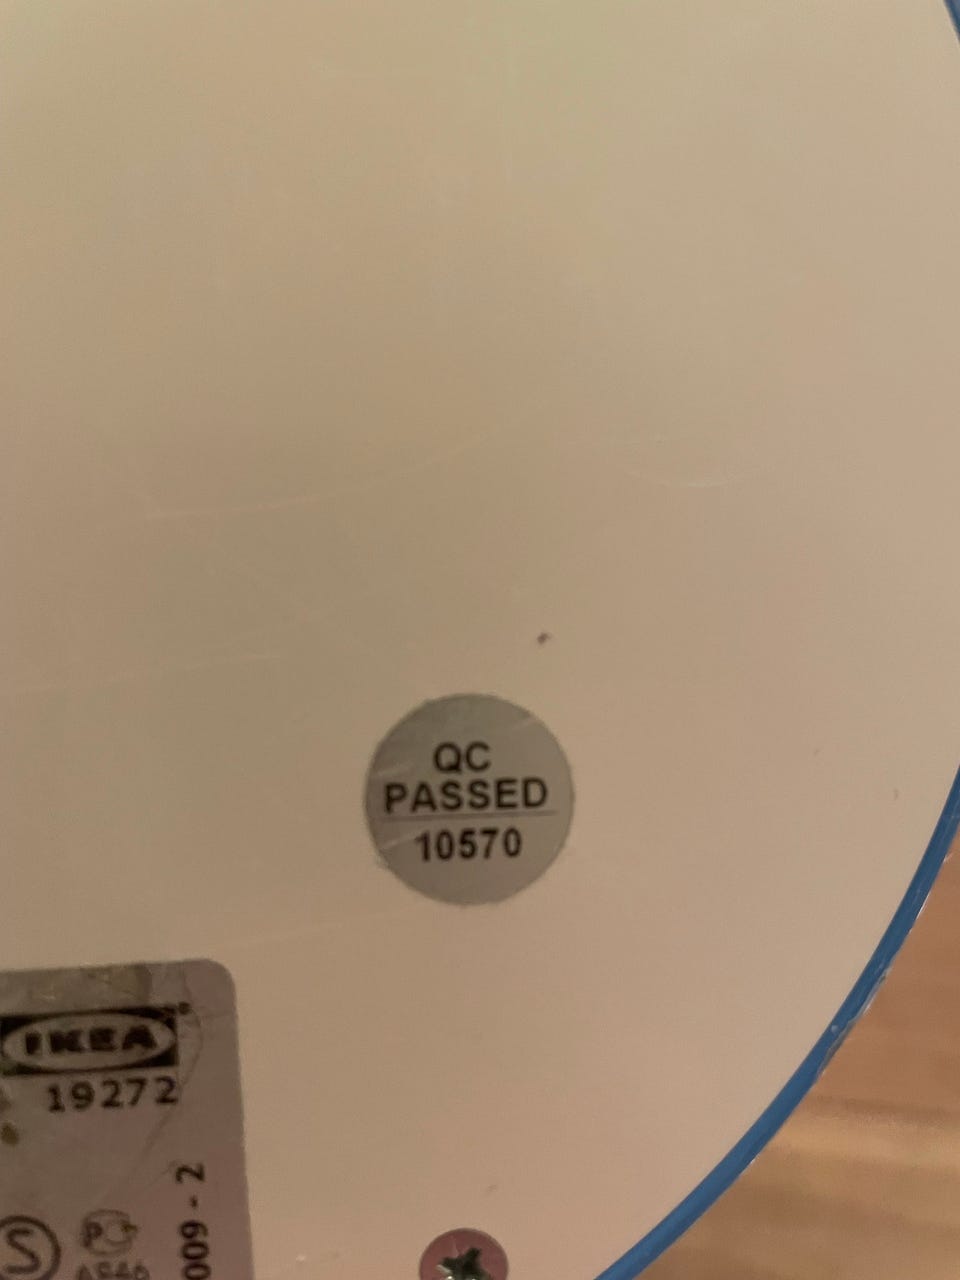 QC
PASSED
10570
IKEA
19272
009 - 2
S